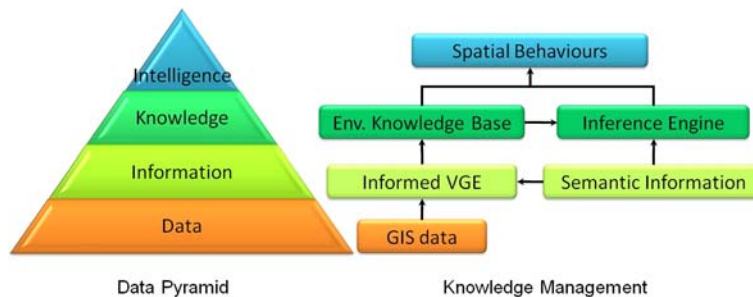 Intelligence
Knowledge
Information
Data
Data Pyramid
Spatial Behaviours
Env. Knowledge Base
Inference Engine
Informed VGE
Semantic Information
GIS data
Knowledge Management